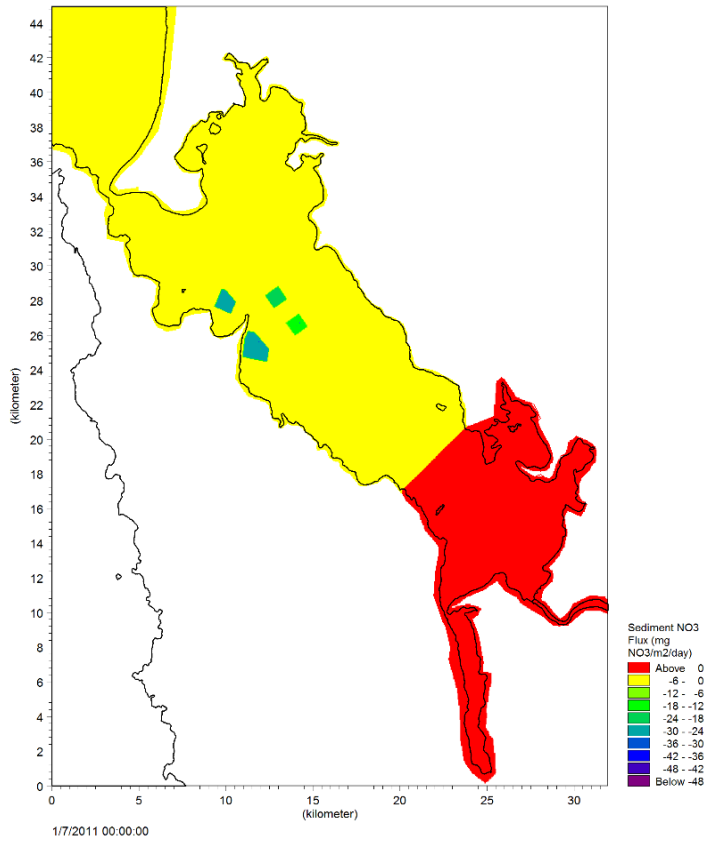 44
42
40
38
36
34
32
30
28
26
24
22
20
18
16
14
12
10
8
6
4
2
0
(kilometer)
0 5 10 15 20 25 30
(kilometer)
1/7/2011 00:00:00
Sediment NO3
Flux (mg
NO3/m2/day)
Above 0
-6 - 0
-12 - -6
-18 - -12
-24 - -18
-30 - -24
-36 - -30
-42 - -36
-48 - -42
Below -48